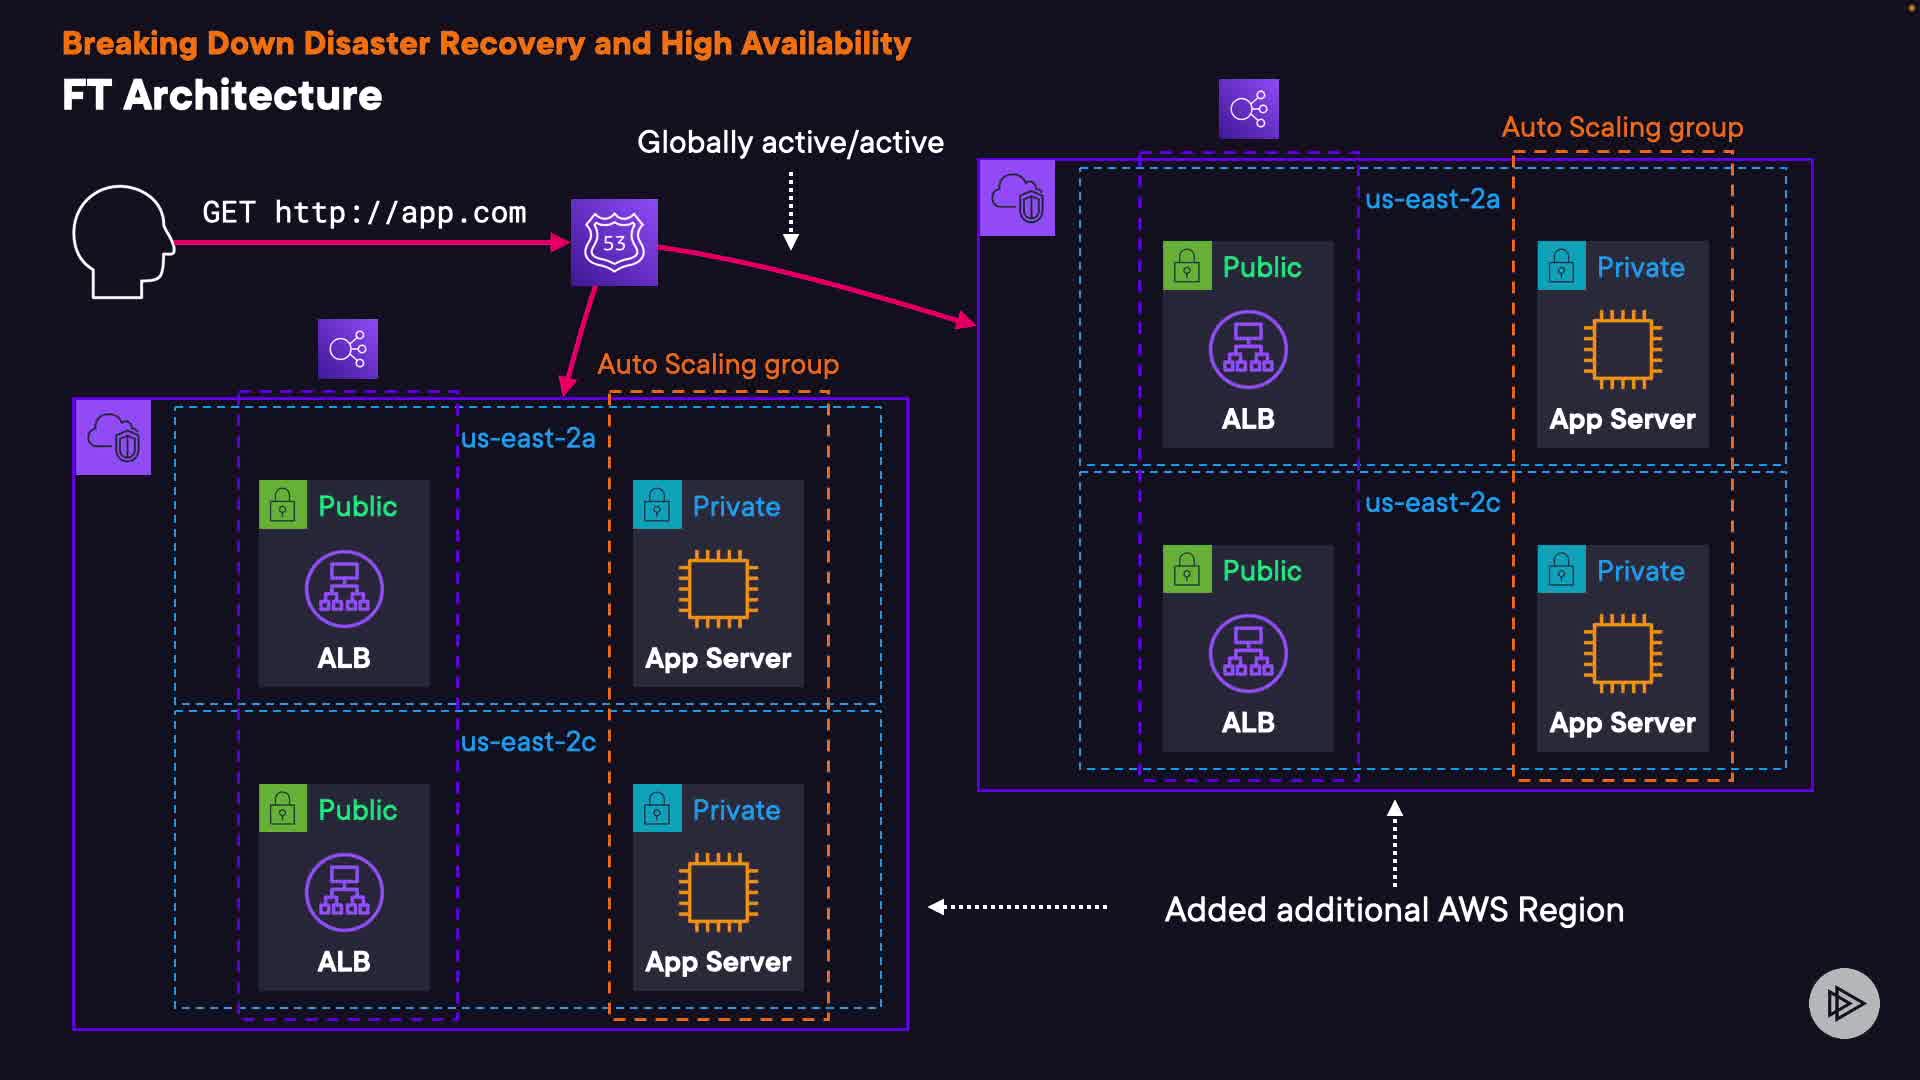 Breaking Down Disaster Recovery and High Availability
FT Architecture
Globally active/active
GET http://app.com
53
Auto Scaling group
us-east-2a
Public
Private
ALB
App Server
us-east-2c
Public
Private
ALB
App Server
Auto Scaling group
us-east-2a
Public
Private
ALB
App Server
us-east-2c
Public
Private
ALB
App Server
Added additional AWS Region